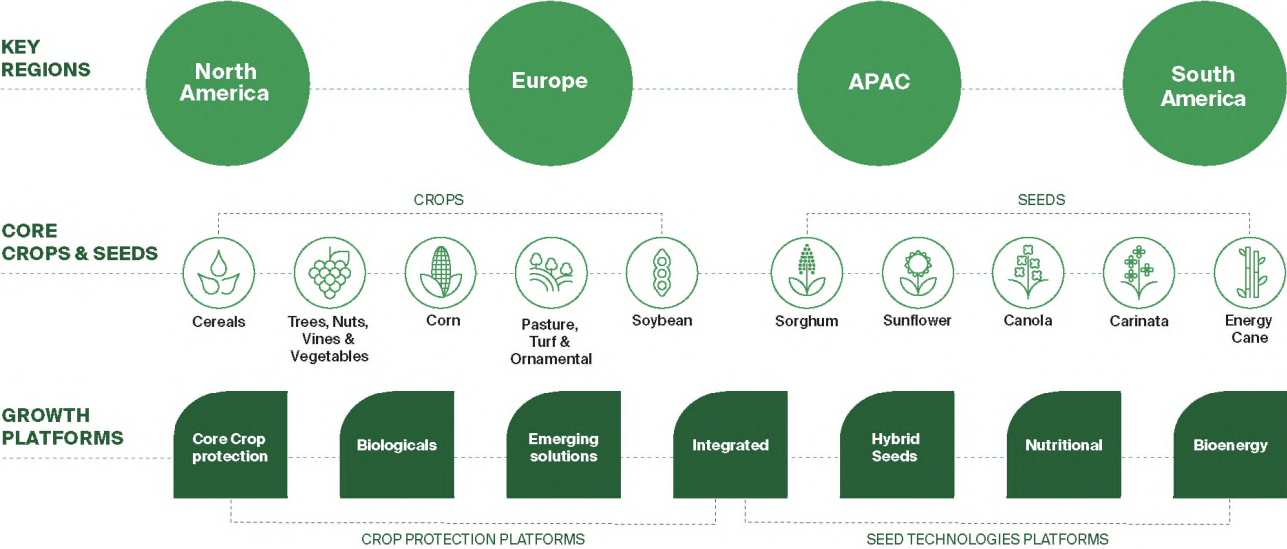 KEY
REGIONS
North
America
Europe
APAC
South
America
CROPS
SEEDS
CORE
CROPS & SEEDS
Cereals
Trees, Nuts,
Vines &
Vegetables
Corn
Pasture,
Turf &
Ornamental
Soybean
Sorghum
Sunflower
Canola
Carinata
Energy
Cane
GROWTH
PLATFORMS
Core Crop
protection
Biologicals
Emerging
solutions
Integrated
Hybrid
Seeds
Nutritional
Bioenergy
CROP PROTECTION PLATFORMS
SEED TECHNOLOGIES PLATFORMS